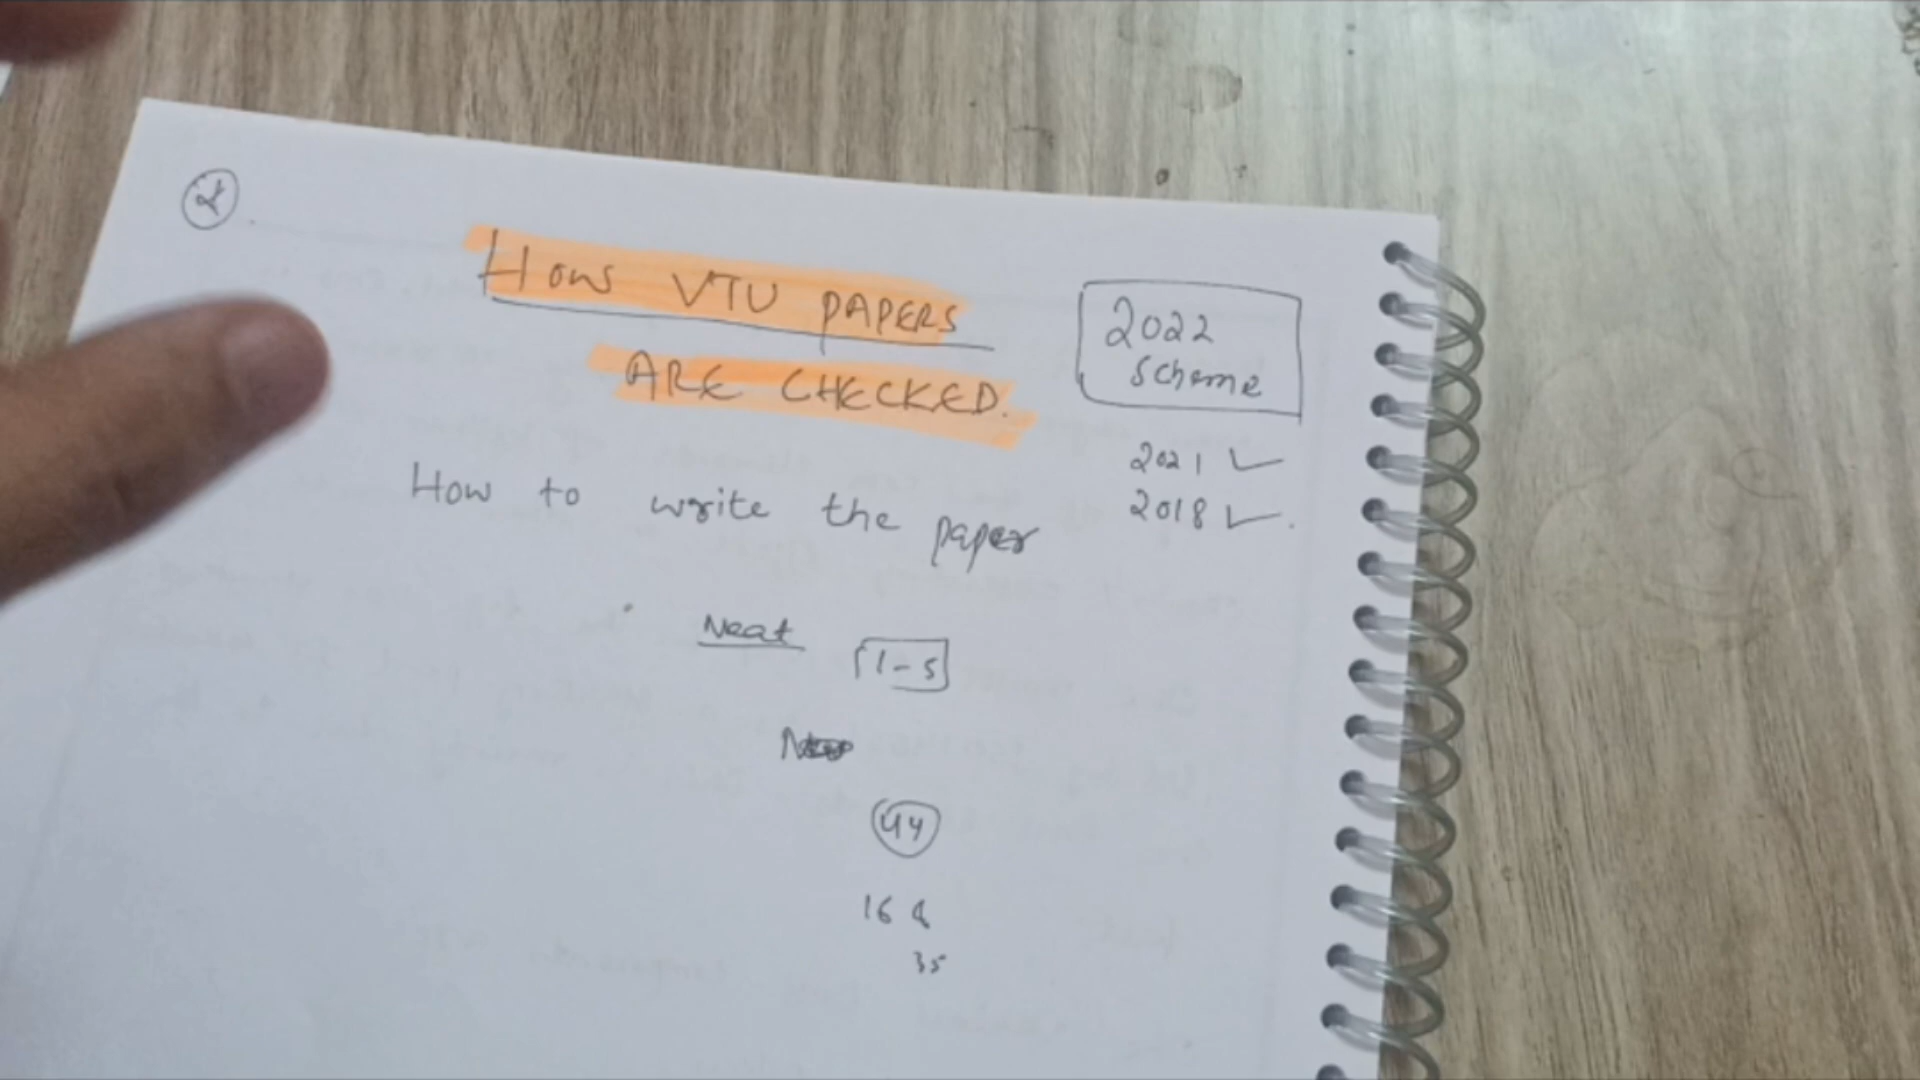 2
How VTU PAPERS
ARE CHECKED.
2022
Scheme
2021 ✓
2018 ✓.
How to write the paper
Neat 1-5
44
16 &
35